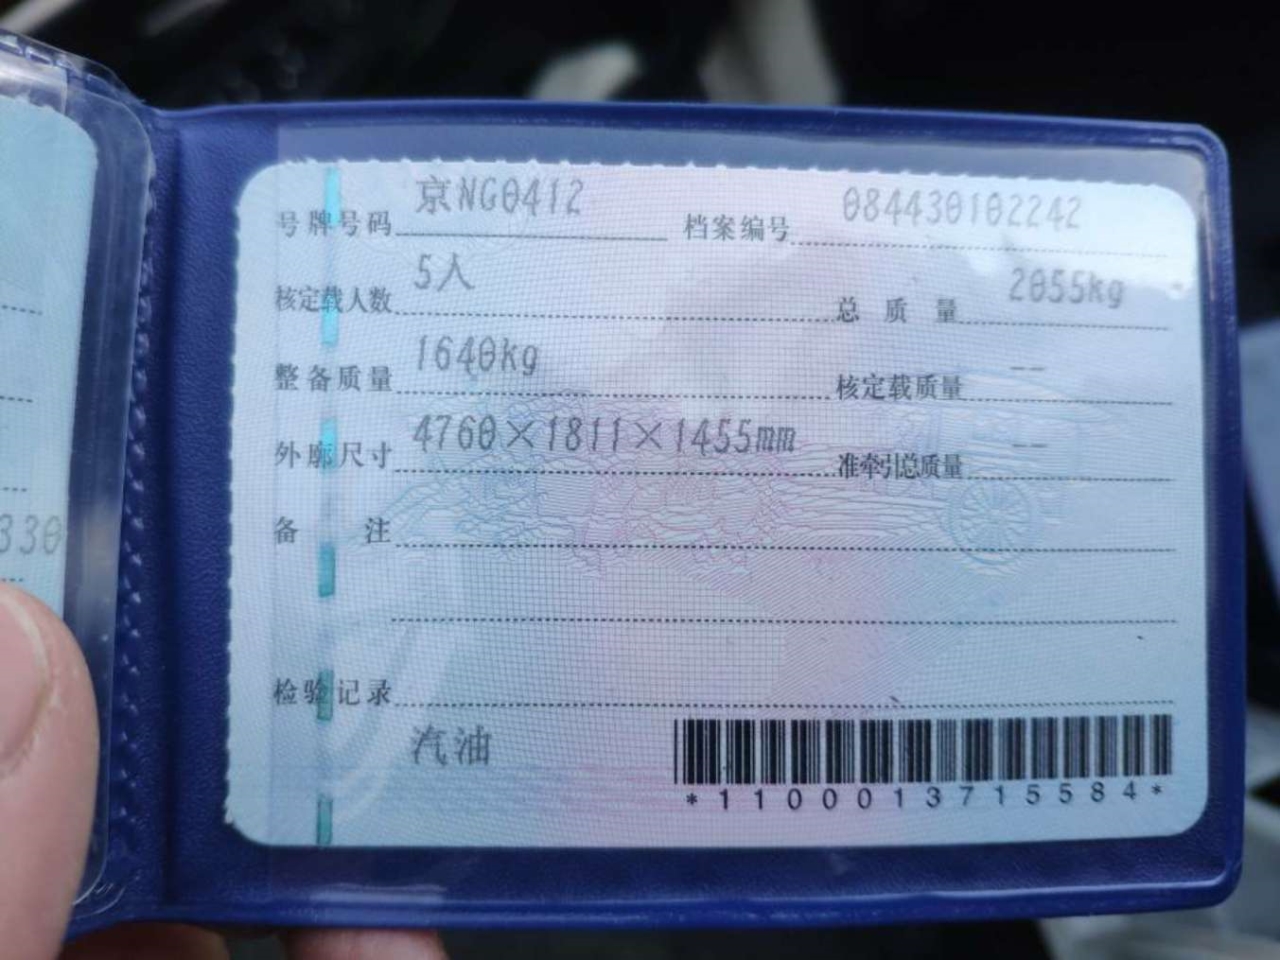 号牌号码 京NG0412 档案编号 084430102242
核定载人数 5人 总质量 2055kg
整备质量 1640kg 核定载质量 --
外廓尺寸 4760×1811×1455mm 准牵引总质量 --
备注
检验记录
汽油
*1100013715584*
330